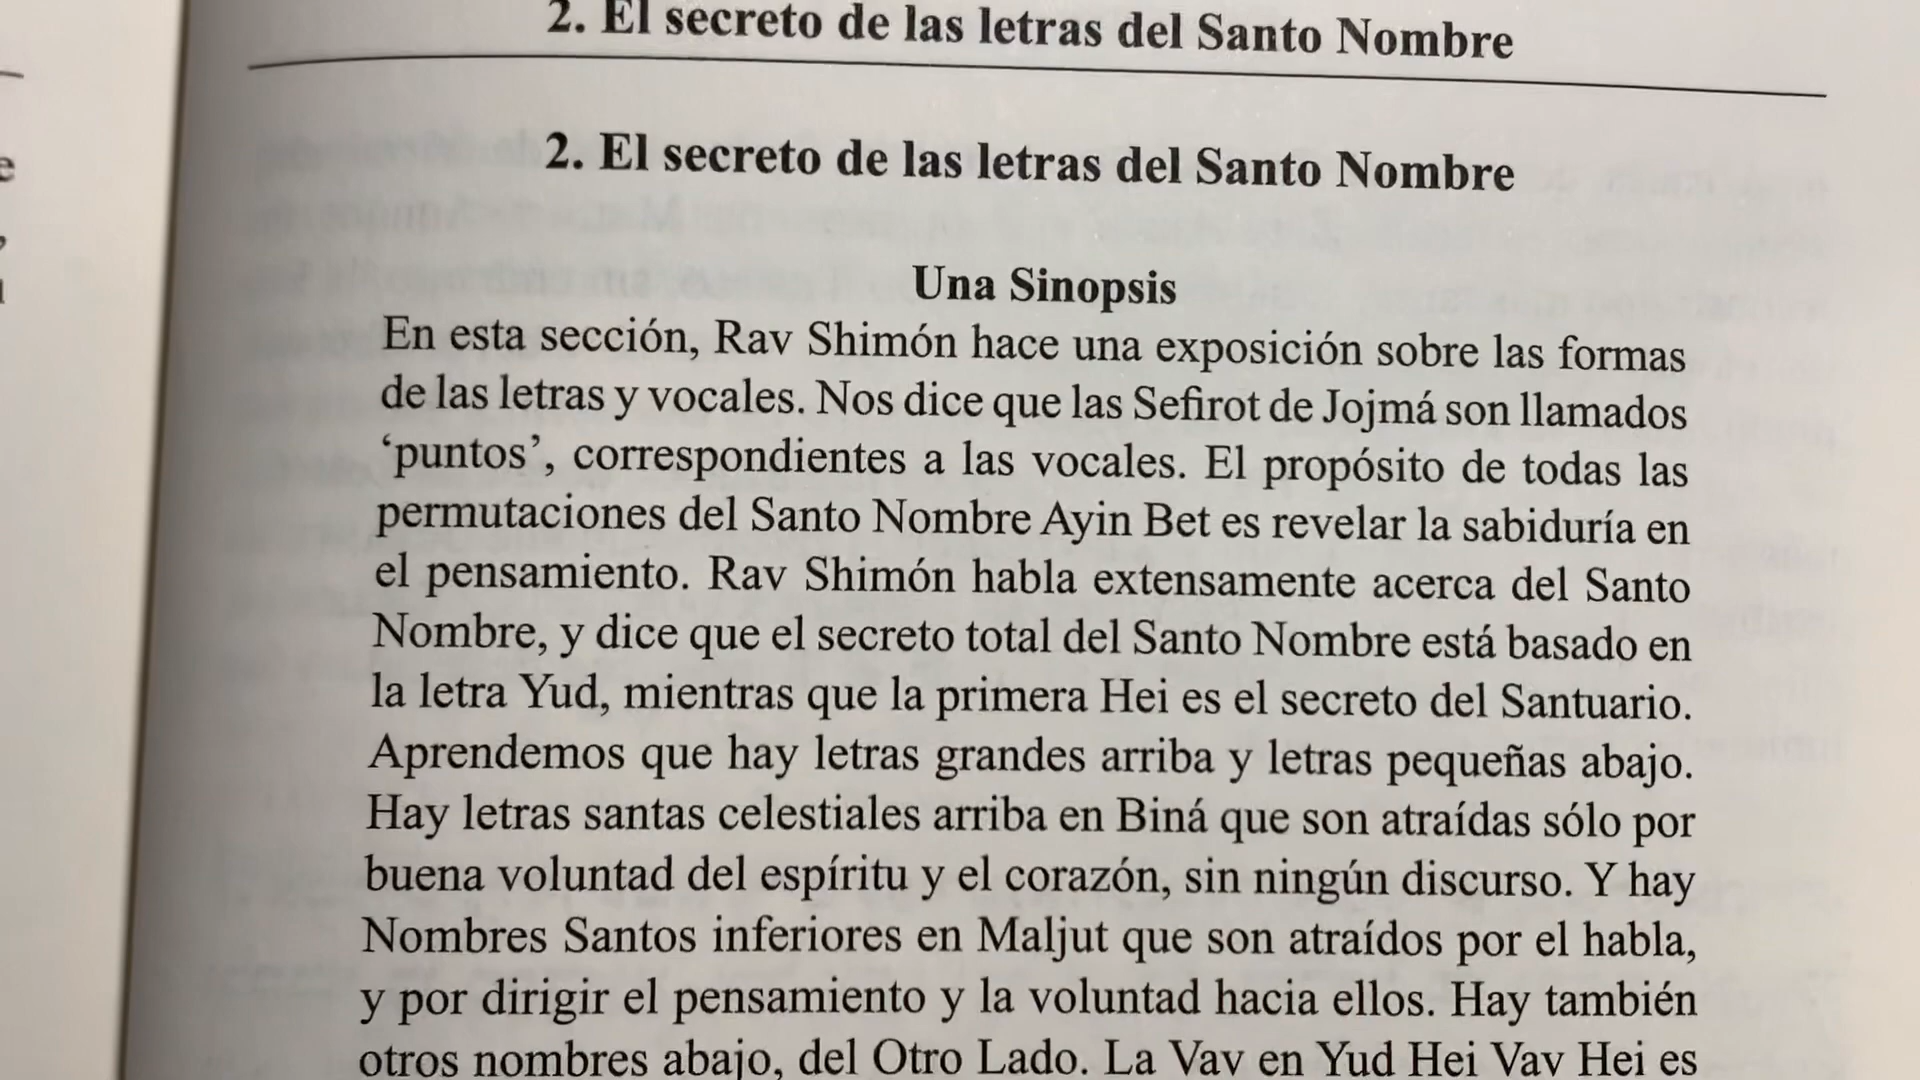 2. El secreto de las letras del Santo Nombre
2. El secreto de las letras del Santo Nombre
Una Sinopsis
En esta sección, Rav Shimón hace una exposición sobre las formas
de las letras y vocales. Nos dice que las Sefirot de Jojmá son llamados
‘puntos’, correspondientes a las vocales. El propósito de todas las
permutaciones del Santo Nombre Ayin Bet es revelar la sabiduría en
el pensamiento. Rav Shimón habla extensamente acerca del Santo
Nombre, y dice que el secreto total del Santo Nombre está basado en
la letra Yud, mientras que la primera Hei es el secreto del Santuario.
Aprendemos que hay letras grandes arriba y letras pequeñas abajo.
Hay letras santas celestiales arriba en Biná que son atraídas sólo por
buena voluntad del espíritu y el corazón, sin ningún discurso. Y hay
Nombres Santos inferiores en Maljut que son atraídos por el habla,
y por dirigir el pensamiento y la voluntad hacia ellos. Hay también
otros nombres abajo, del Otro Lado. La Vav en Yud Hei Vav Hei es